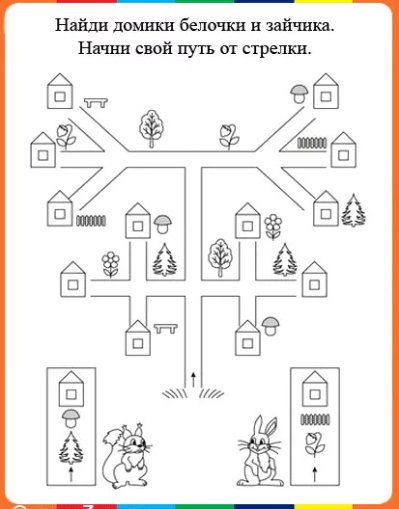 Найди домики белочки и зайчика.
Начни свой путь от стрелки.